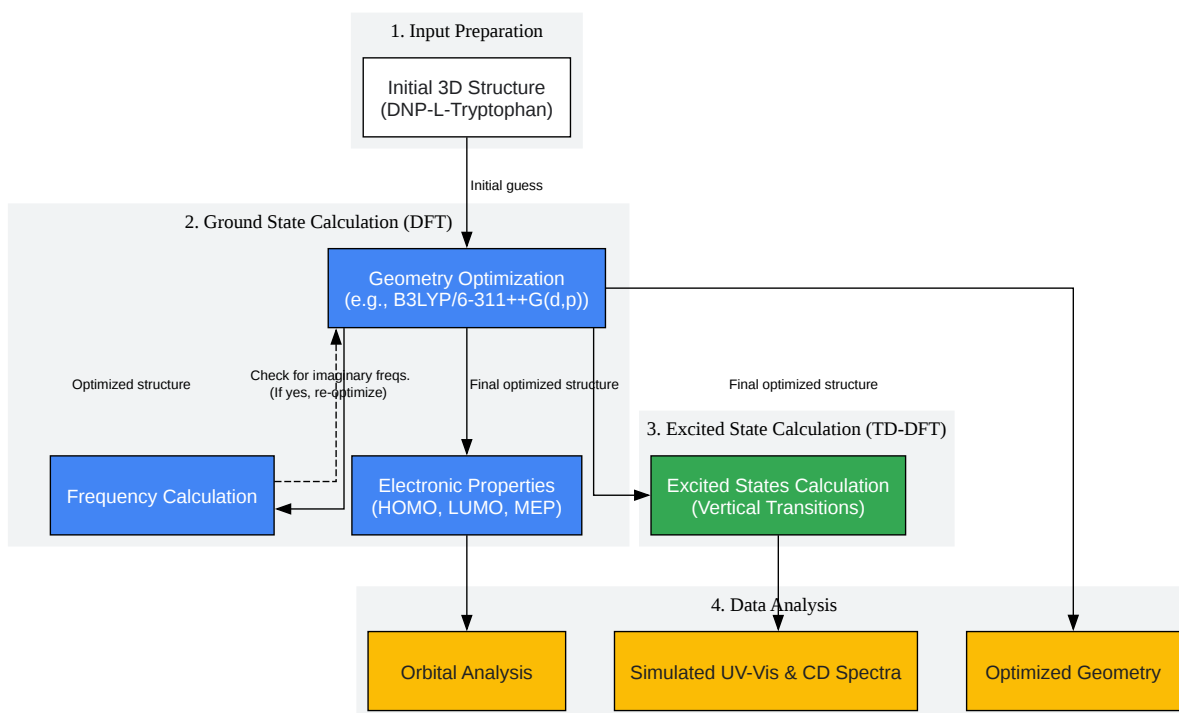 1. Input Preparation
Initial 3D Structure
(DNP-L-Tryptophan)
Initial guess
2. Ground State Calculation (DFT)
Geometry Optimization
(e.g., B3LYP/6-311++G(d,p))
Optimized structure
Check for imaginary freqs.
(If yes, re-optimize)
Final optimized structure
Final optimized structure
3. Excited State Calculation (TD-DFT)
Frequency Calculation
Electronic Properties
(HOMO, LUMO, MEP)
Excited States Calculation
(Vertical Transitions)
4. Data Analysis
Orbital Analysis
Simulated UV-Vis & CD Spectra
Optimized Geometry